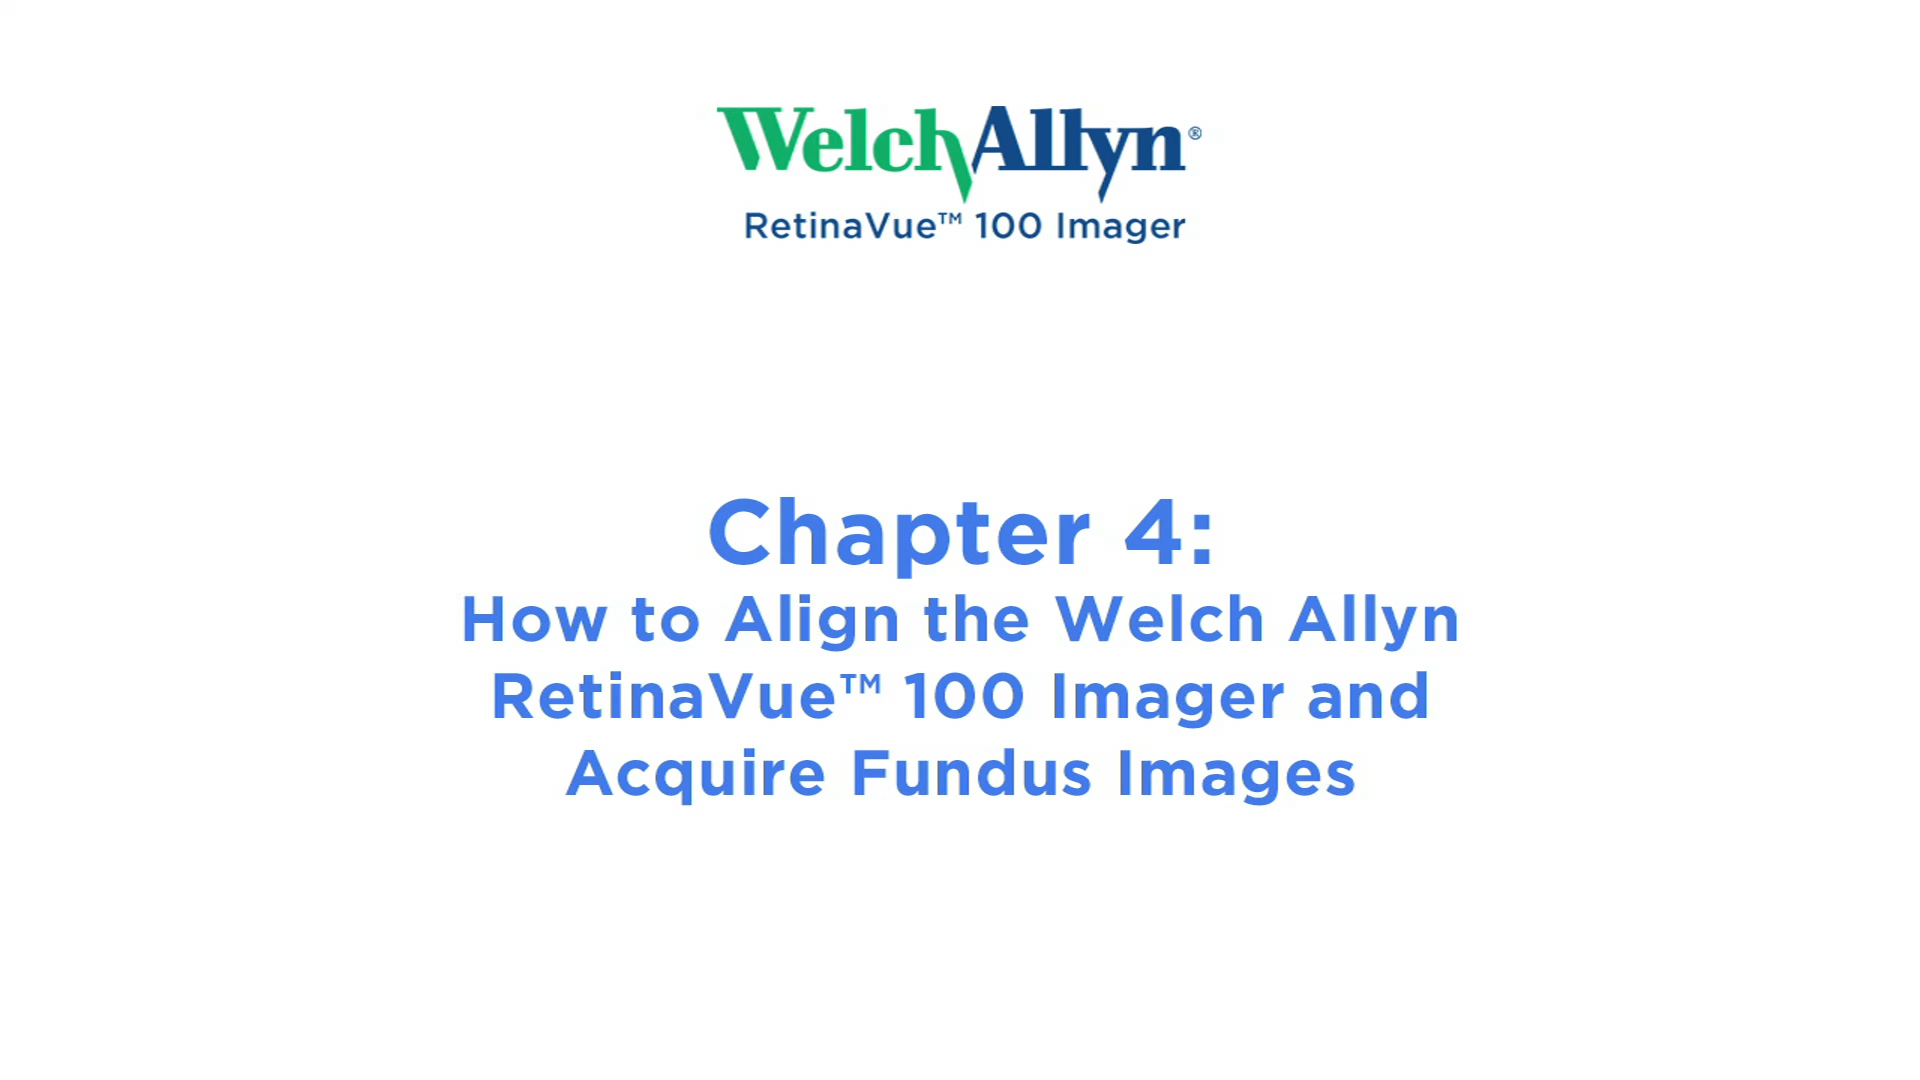 WelchAllyn®
RetinaVue™ 100 Imager
Chapter 4:
How to Align the Welch Allyn
RetinaVue™ 100 Imager and
Acquire Fundus Images